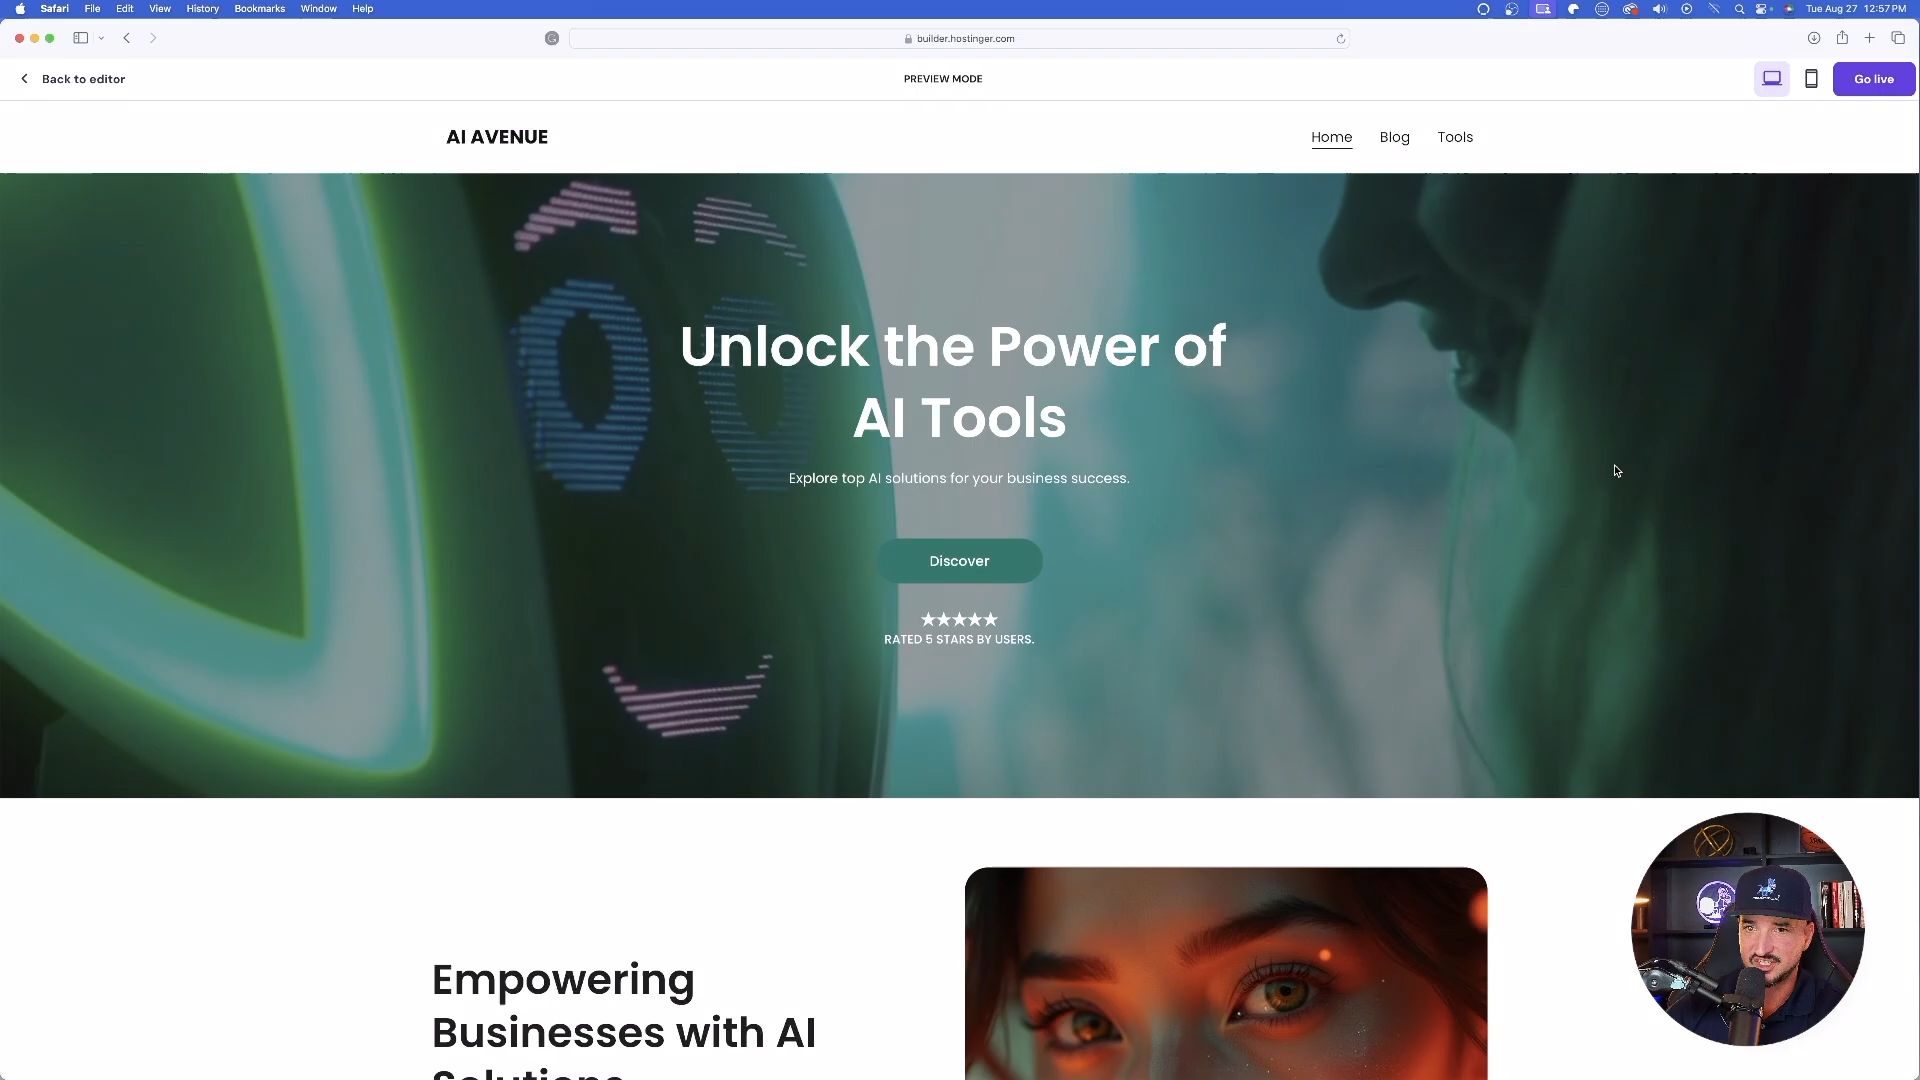 Safari File Edit View History Bookmarks Window Help Tue Aug 27 12:57 PM
builder.hostinger.com
Back to editor PREVIEW MODE Go live
AI AVENUE Home Blog Tools
Unlock the Power of
AI Tools
Explore top AI solutions for your business success.
Discover
★★★★★
RATED 5 STARS BY USERS.
Empowering
Businesses with AI
Solutions